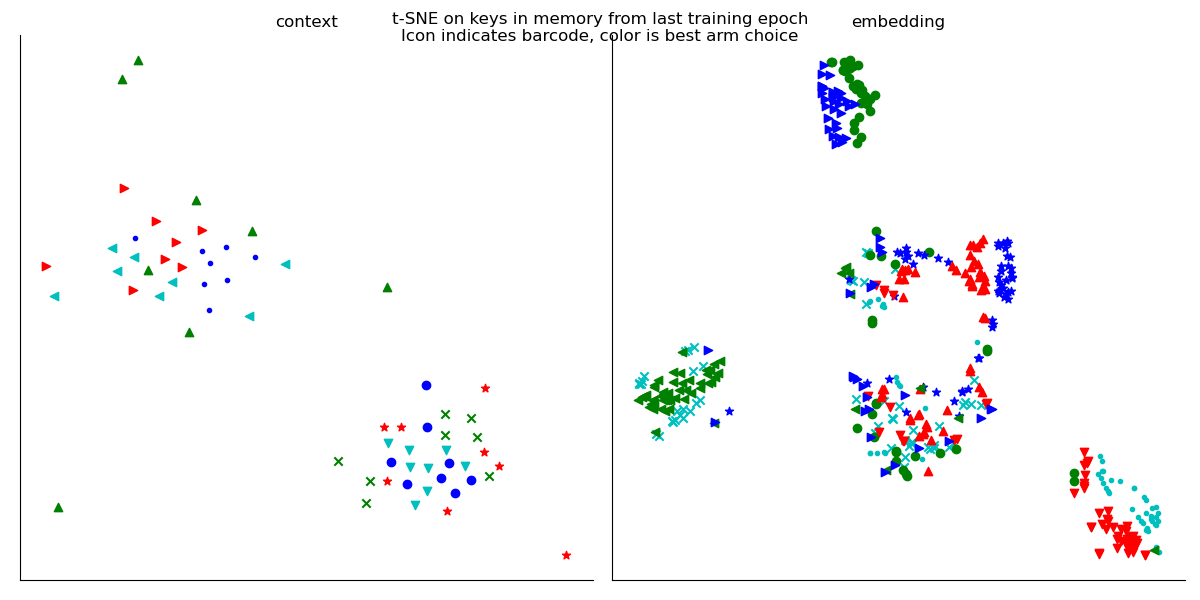 t-SNE on keys in memory from last training epoch
Icon indicates barcode, color is best arm choice
context
embedding